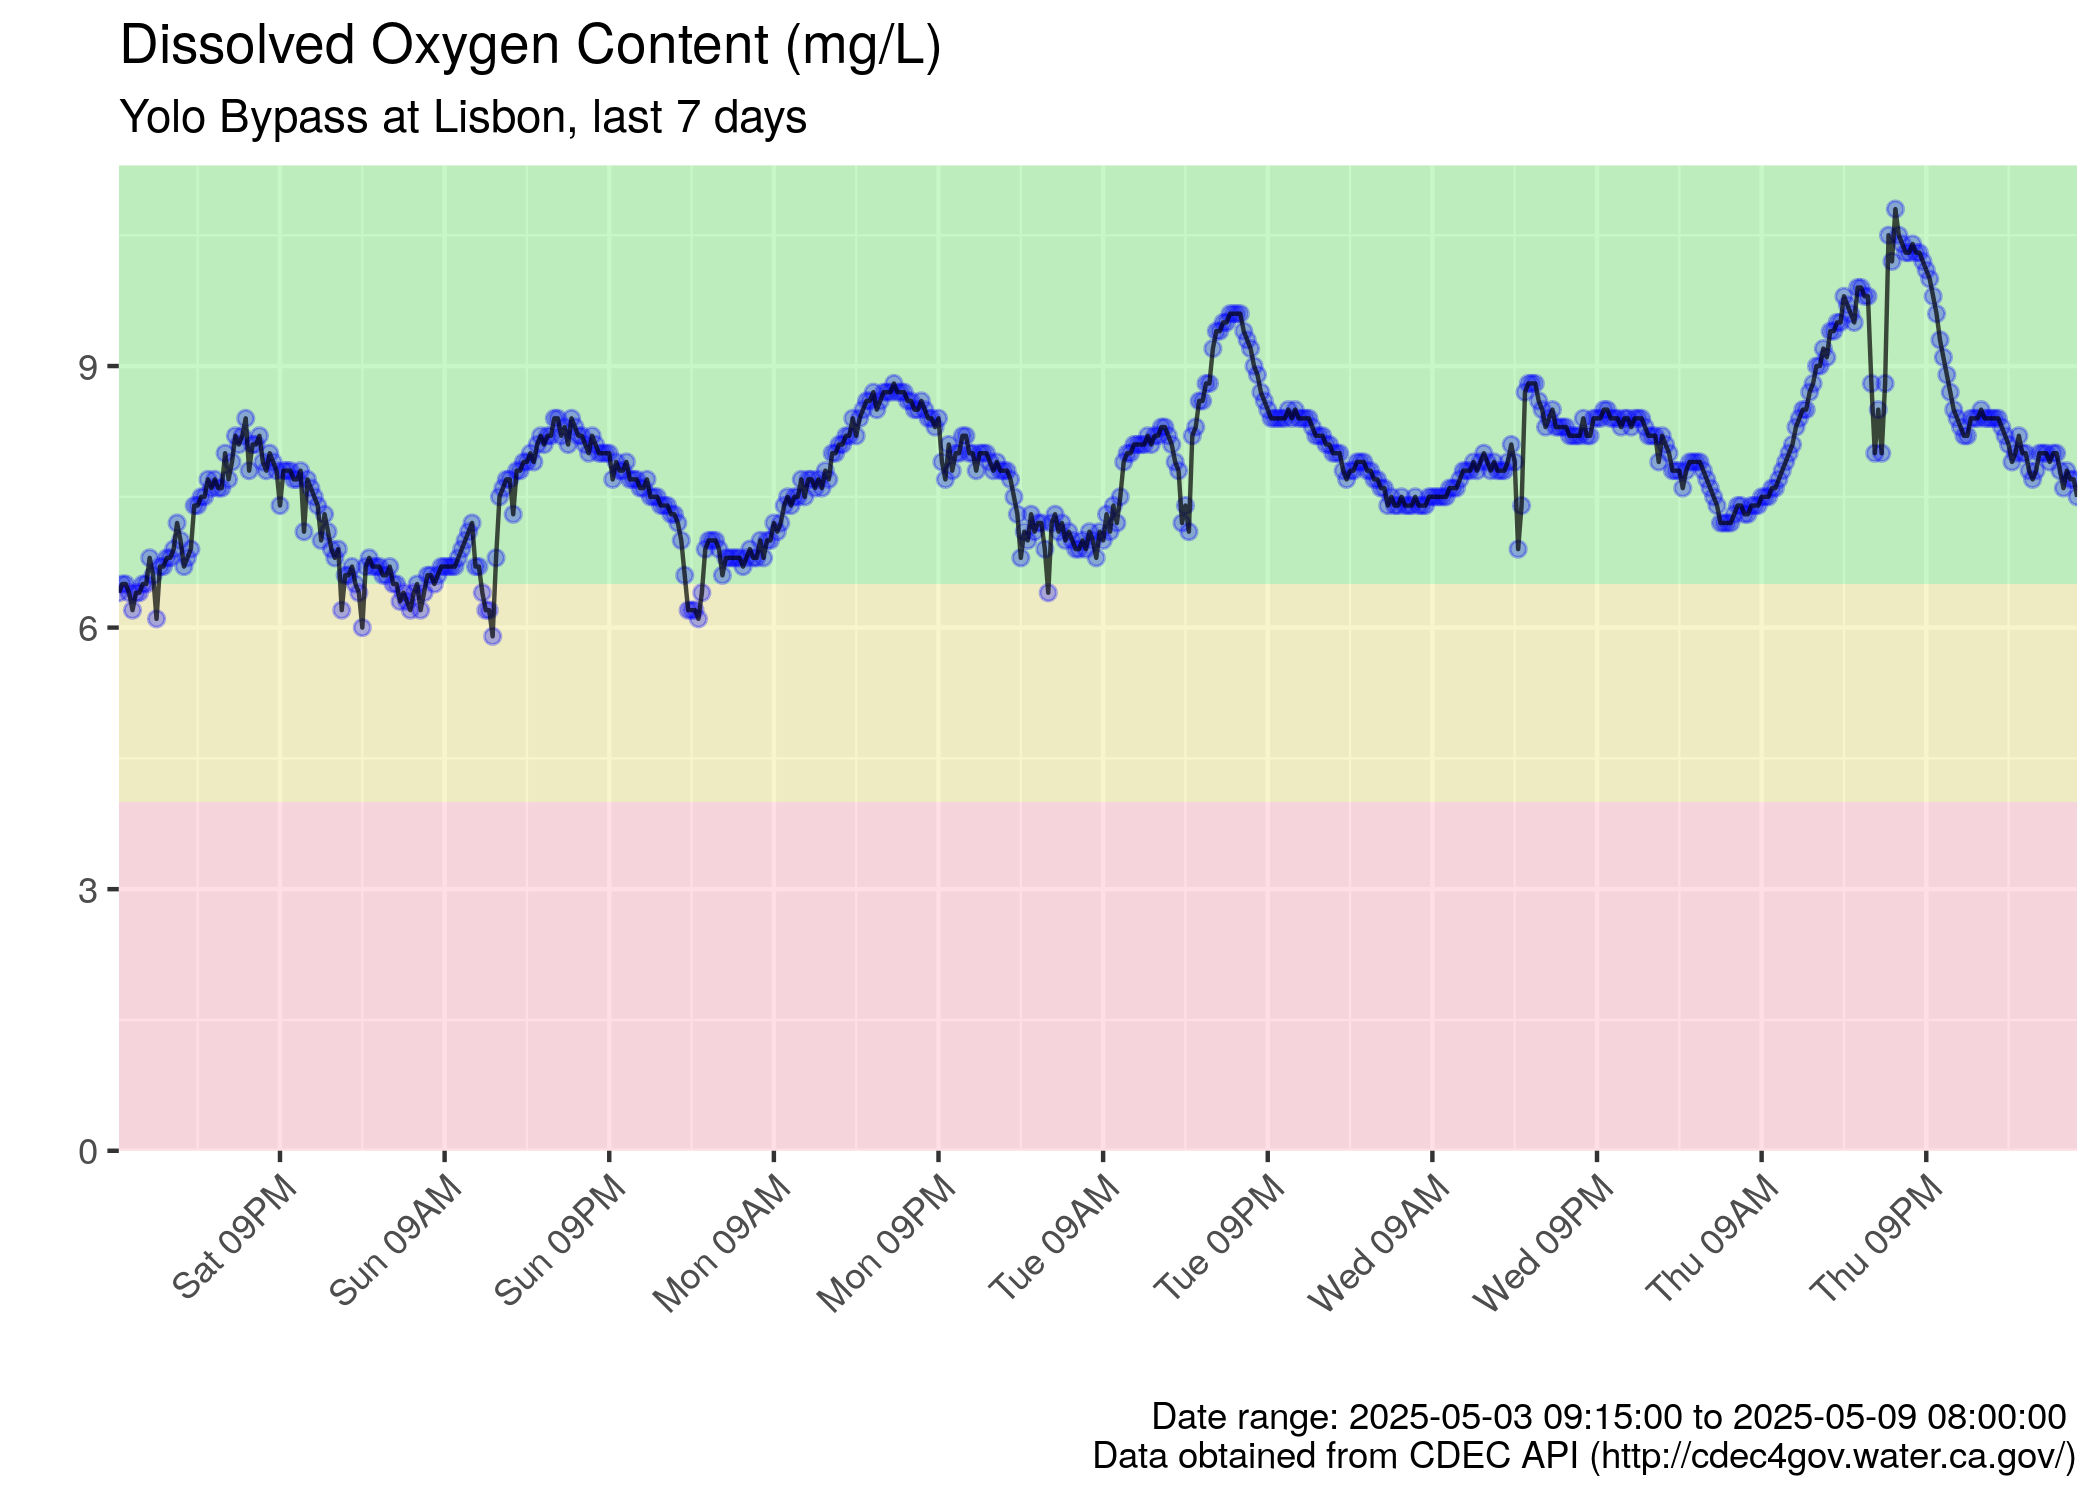 Dissolved Oxygen Content (mg/L)
Yolo Bypass at Lisbon, last 7 days
9
6
3
0
Sat 09PM
Sun 09AM
Sun 09PM
Mon 09AM
Mon 09PM
Tue 09AM
Tue 09PM
Wed 09AM
Wed 09PM
Thu 09AM
Thu 09PM
Date range: 2025-05-03 09:15:00 to 2025-05-09 08:00:00
Data obtained from CDEC API (http://cdec4gov.water.ca.gov/)